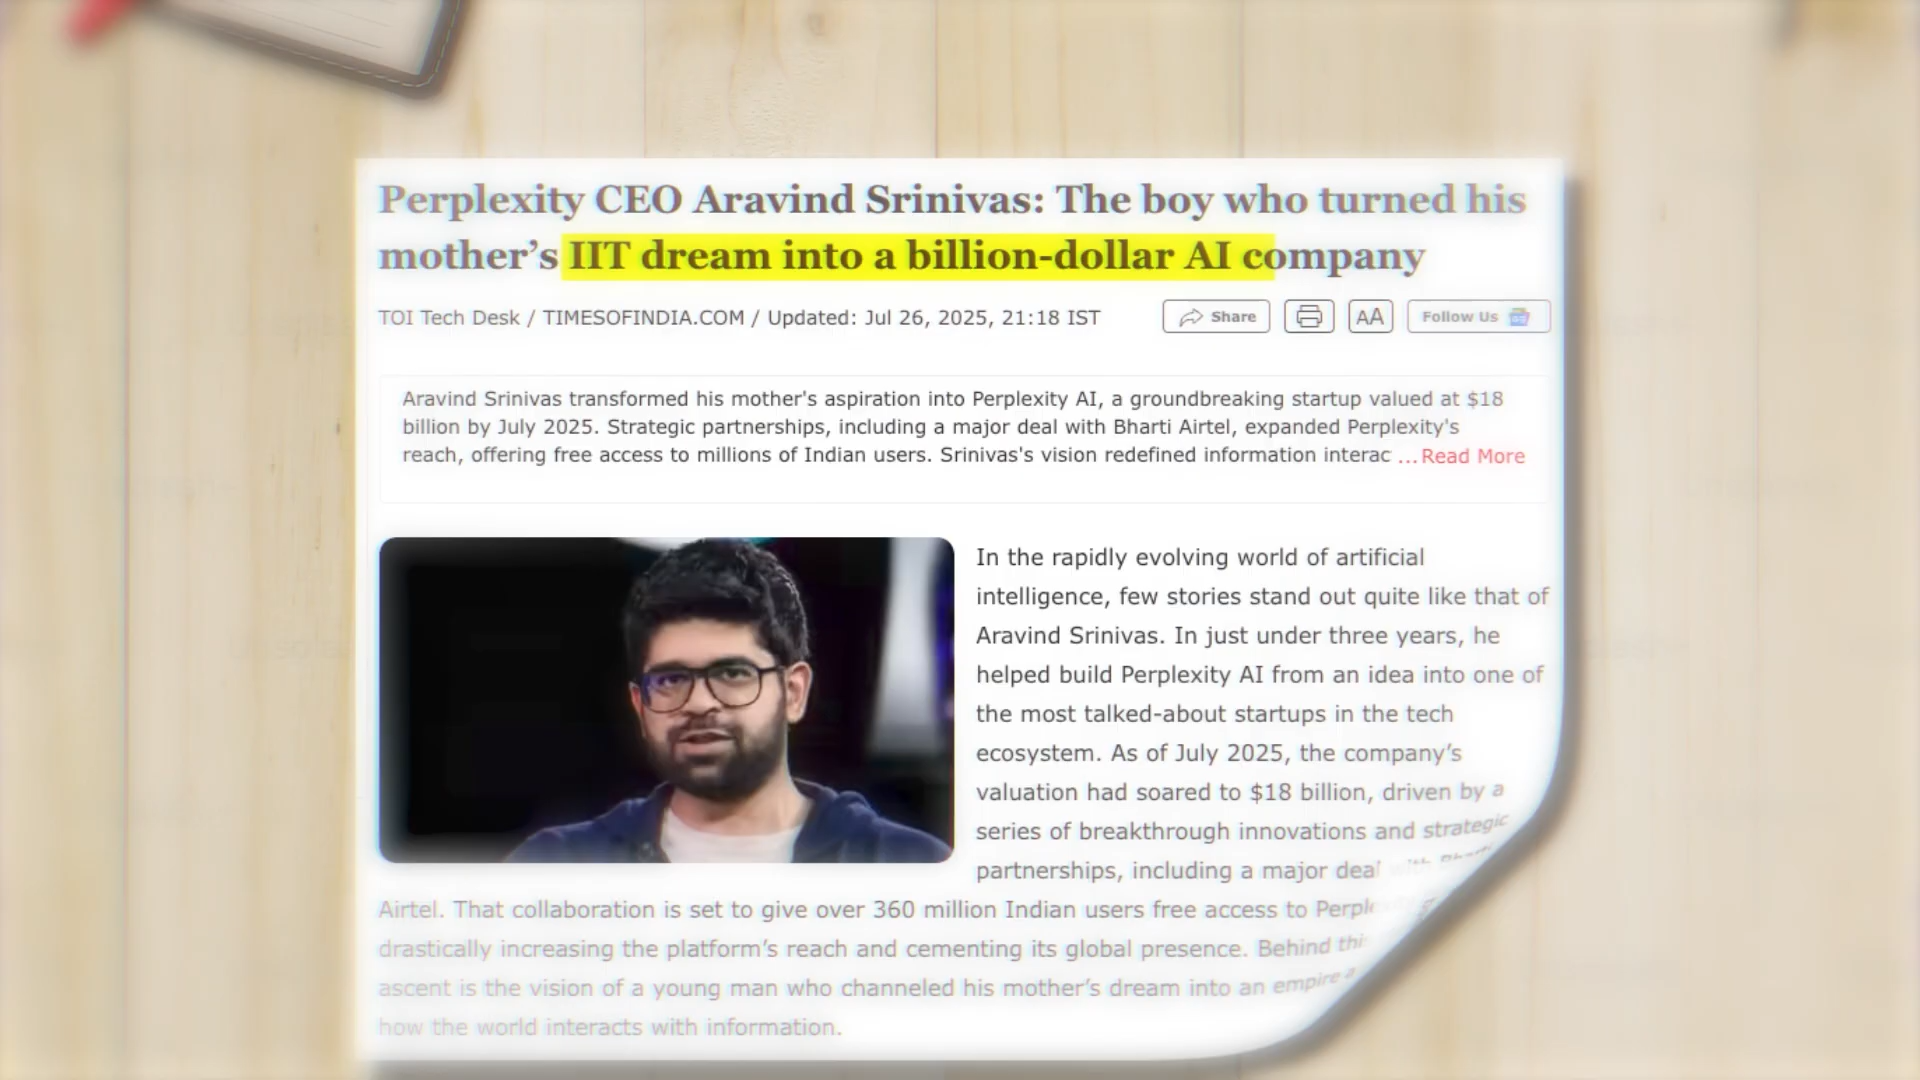 Perplexity CEO Aravind Srinivas: The boy who turned his
mother’s IIT dream into a billion-dollar AI company
TOI Tech Desk / TIMESOFINDIA.COM / Updated: Jul 26, 2025, 21:18 IST
Share
AA
Follow Us
Aravind Srinivas transformed his mother's aspiration into Perplexity AI, a groundbreaking startup valued at $18
billion by July 2025. Strategic partnerships, including a major deal with Bharti Airtel, expanded Perplexity's
reach, offering free access to millions of Indian users. Srinivas's vision redefined information interac ...Read More
In the rapidly evolving world of artificial
intelligence, few stories stand out quite like that of
Aravind Srinivas. In just under three years, he
helped build Perplexity AI from an idea into one of
the most talked-about startups in the tech
ecosystem. As of July 2025, the company’s
valuation had soared to $18 billion, driven by a
series of breakthrough innovations and strategic
partnerships, including a major deal with
Airtel. That collaboration is set to give over 360 million Indian users free access to
drastically increasing the platform’s reach and cementing its global presence. Behind
ascent is the vision of a young man who channeled his mother’s dream into an empire
how the world interacts with information.